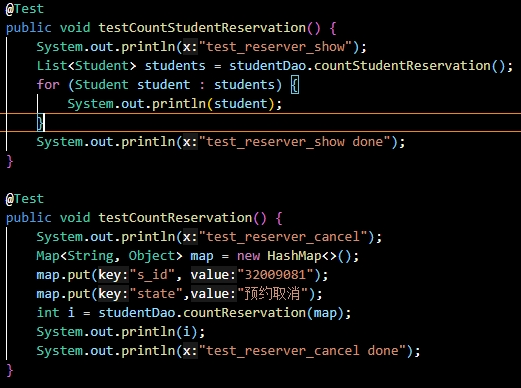 @Test
public void testCountStudentReservation() {
System.out.println(x:"test_reserver_show");
List<Student> students = studentDao.countStudentReservation();
for (Student student : students) {
System.out.println(student);
}
System.out.println(x:"test_reserver_show done");
}
@Test
public void testCountReservation() {
System.out.println(x:"test_reserver_cancel");
Map<String, Object> map = new HashMap<>();
map.put(key:"s_id", value:"32009081");
map.put(key:"state",value:"预约取消");
int i = studentDao.countReservation(map);
System.out.println(i);
System.out.println(x:"test_reserver_cancel done");
}